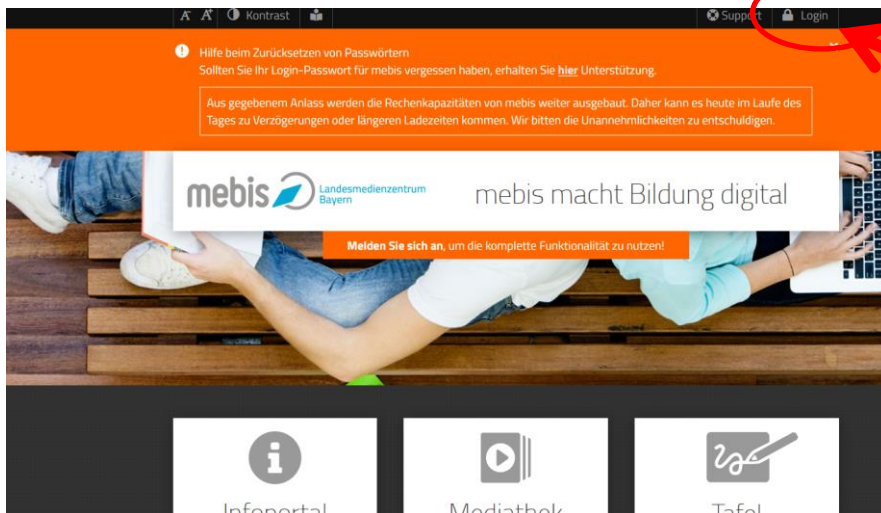 A- A+ Kontrast Support Login
Hilfe beim Zurücksetzen von Passwörtern
Sollten Sie Ihr Login-Passwort für mebis vergessen haben, erhalten Sie hier Unterstützung.
Aus gegebenem Anlass werden die Rechenkapazitäten von mebis weiter ausgebaut. Daher kann es heute im Laufe des
Tages zu Verzögerungen oder längeren Ladezeiten kommen. Wir bitten die Unannehmlichkeiten zu entschuldigen.
mebis Landesmedienzentrum
Bayern
mebis macht Bildung digital
Melden Sie sich an, um die komplette Funktionalität zu nutzen!
Infoportal Mediathek Tafel